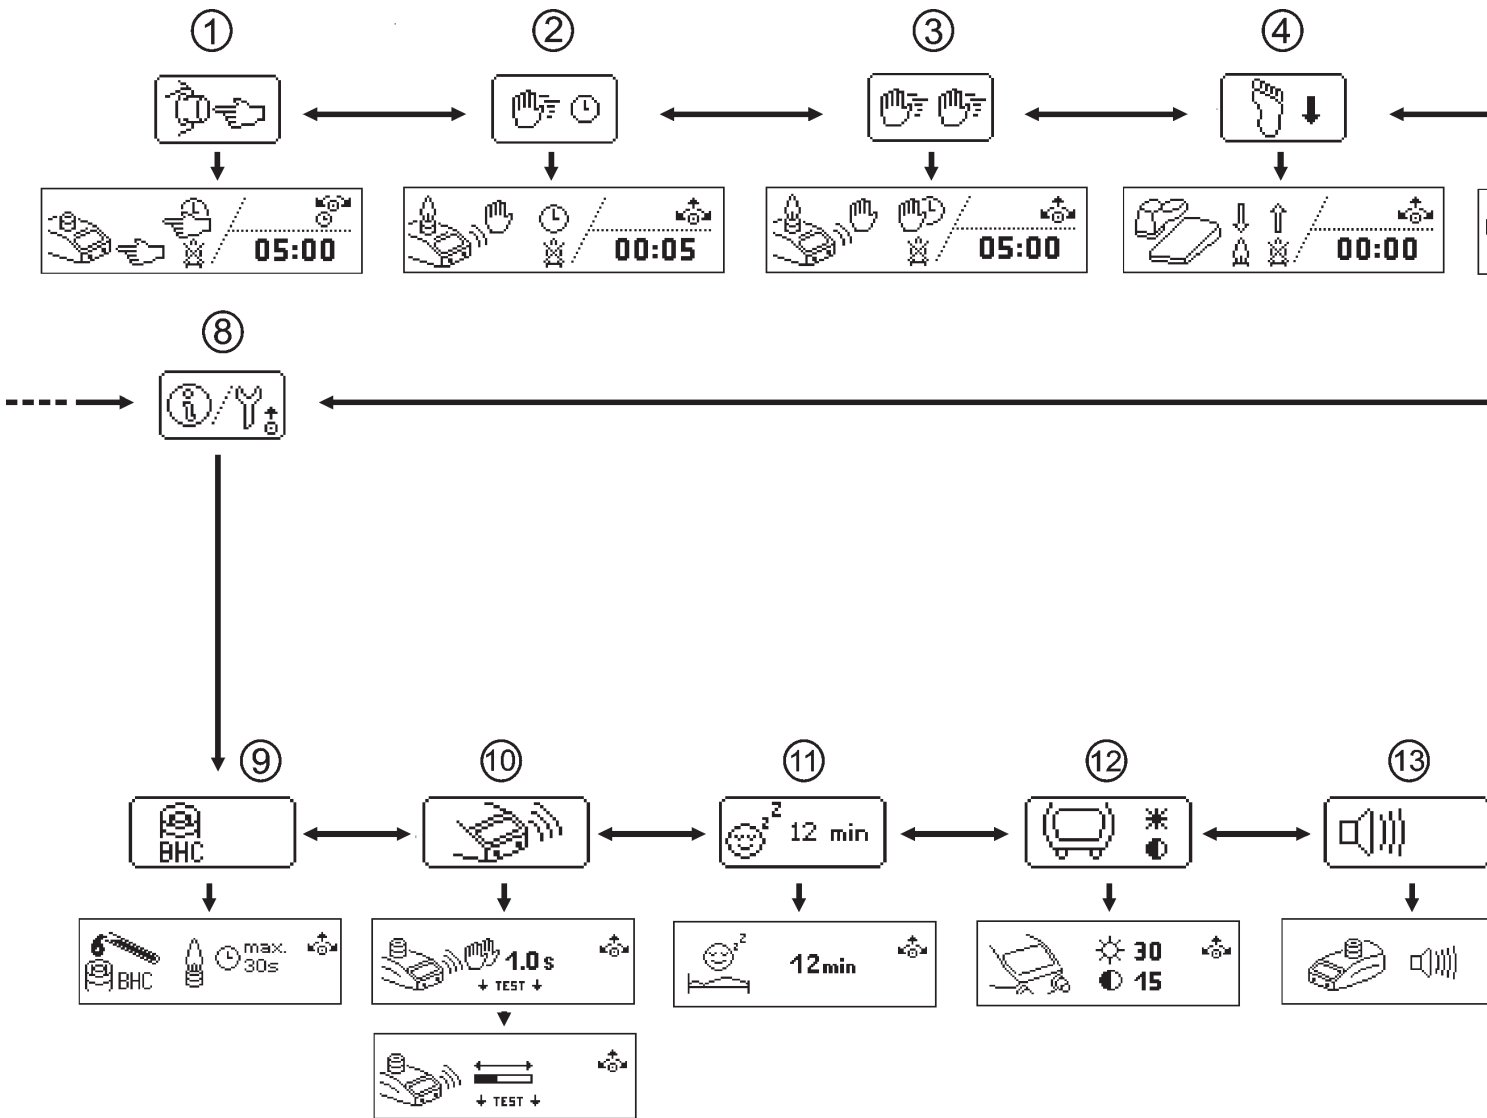 1 2 3 4
05:00 00:05 05:00 00:00
8
9 10 11 12 13
BHC z z 12 min
BHC max. 30s 1.0 s z z 12min 30
TEST 15
TEST